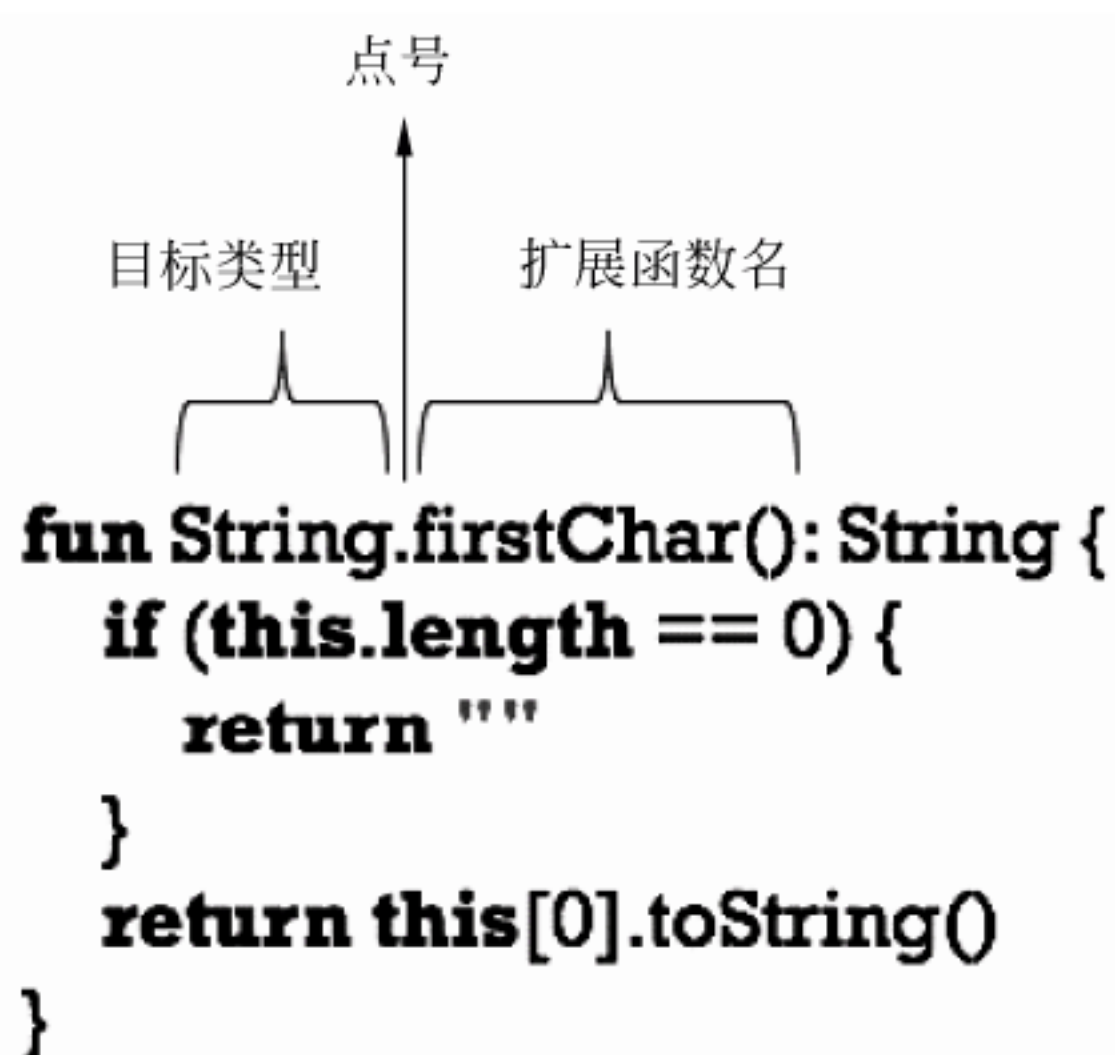 点号
目标类型 扩展函数名
fun String.firstChar(): String {
if (this.length == 0) {
return ""
}
return this[0].toString()
}